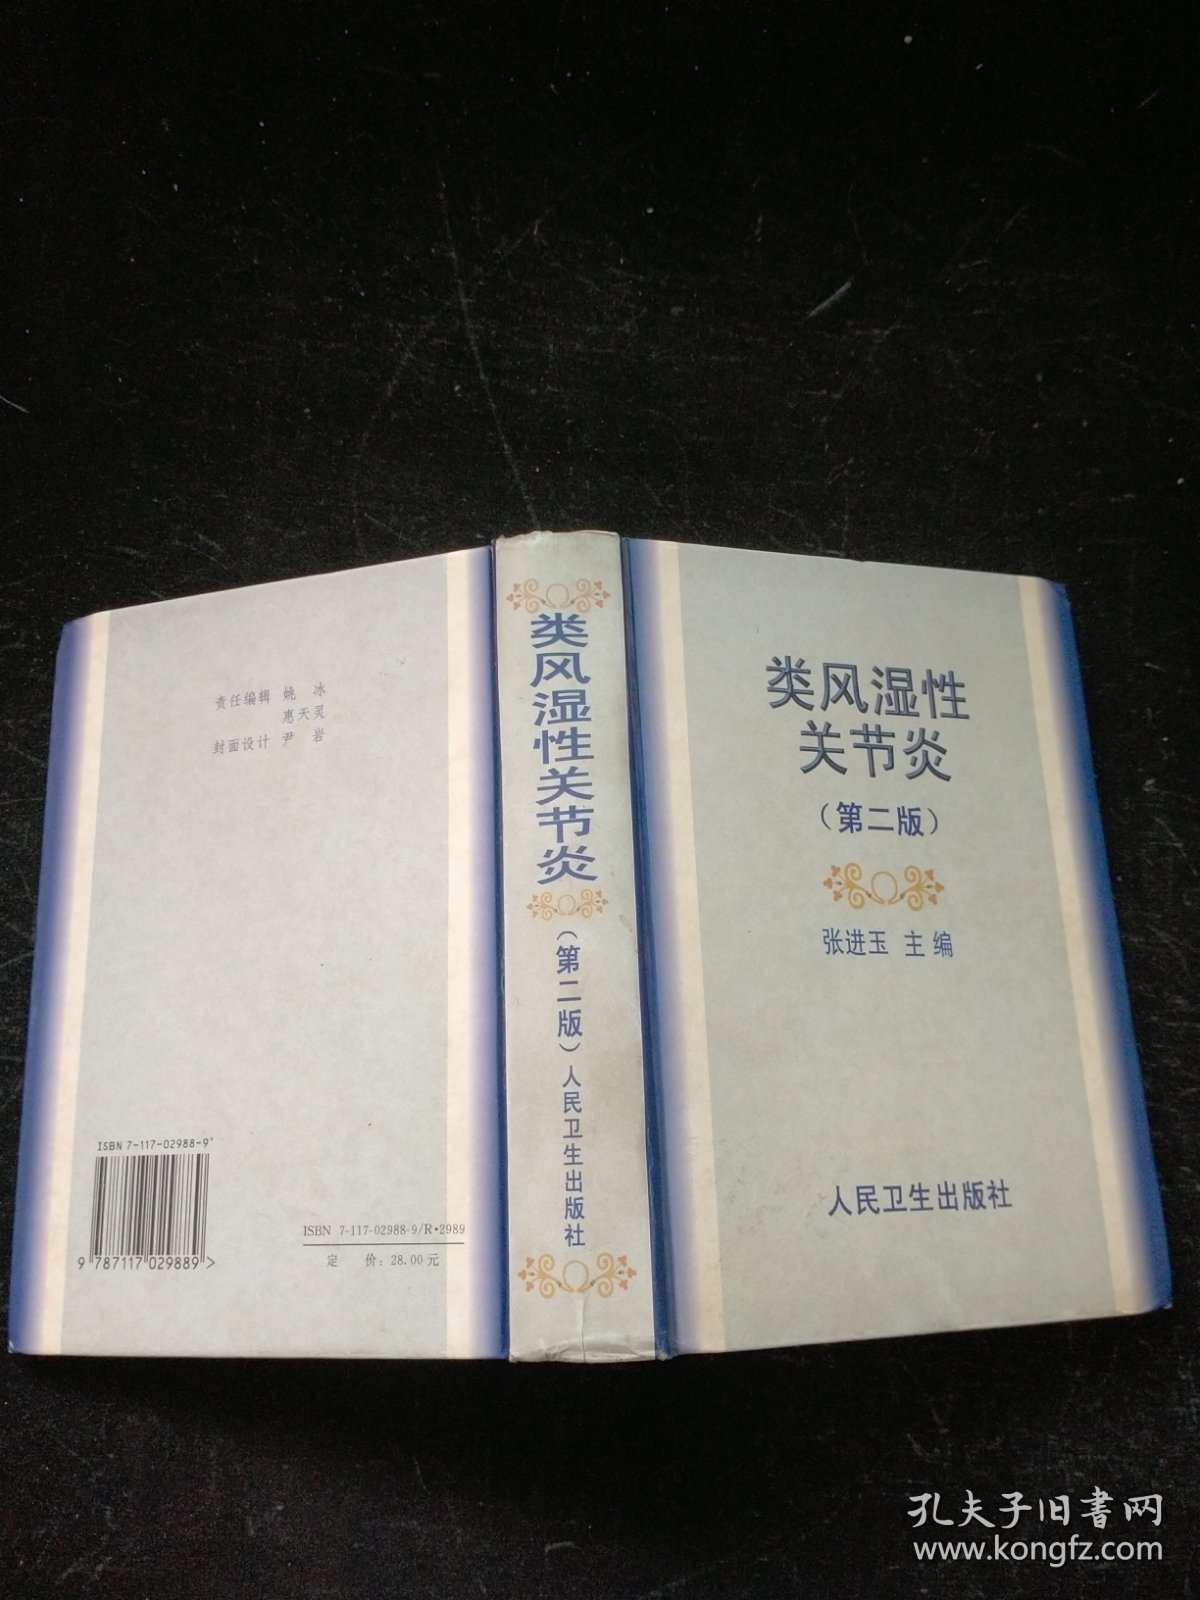 责任编辑 姚 冰
惠天灵
封面设计 尹 岩
ISBN 7-117-02988-9
9 787117 029889 >
ISBN 7-117-02988-9/R·2989
定 价：28.00元
类风湿性关节炎
（第二版）
人民卫生出版社
类风湿性
关节炎
（第二版）
张进玉 主编
人民卫生出版社
孔夫子旧书网
www.kongfz.com